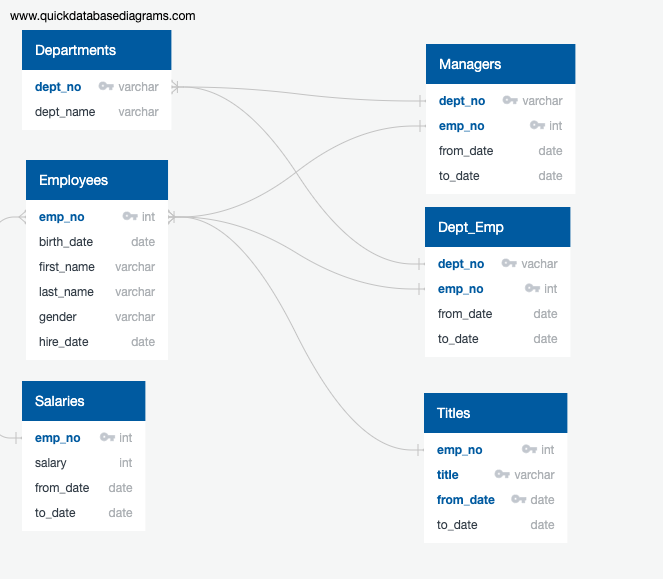 www.quickdatabasediagrams.com
Departments
dept_no varchar
dept_name varchar
Employees
emp_no int
birth_date date
first_name varchar
last_name varchar
gender varchar
hire_date date
Salaries
emp_no int
salary int
from_date date
to_date date
Managers
dept_no varchar
emp_no int
from_date date
to_date date
Dept_Emp
dept_no vachar
emp_no int
from_date date
to_date date
Titles
emp_no int
title varchar
from_date date
to_date date